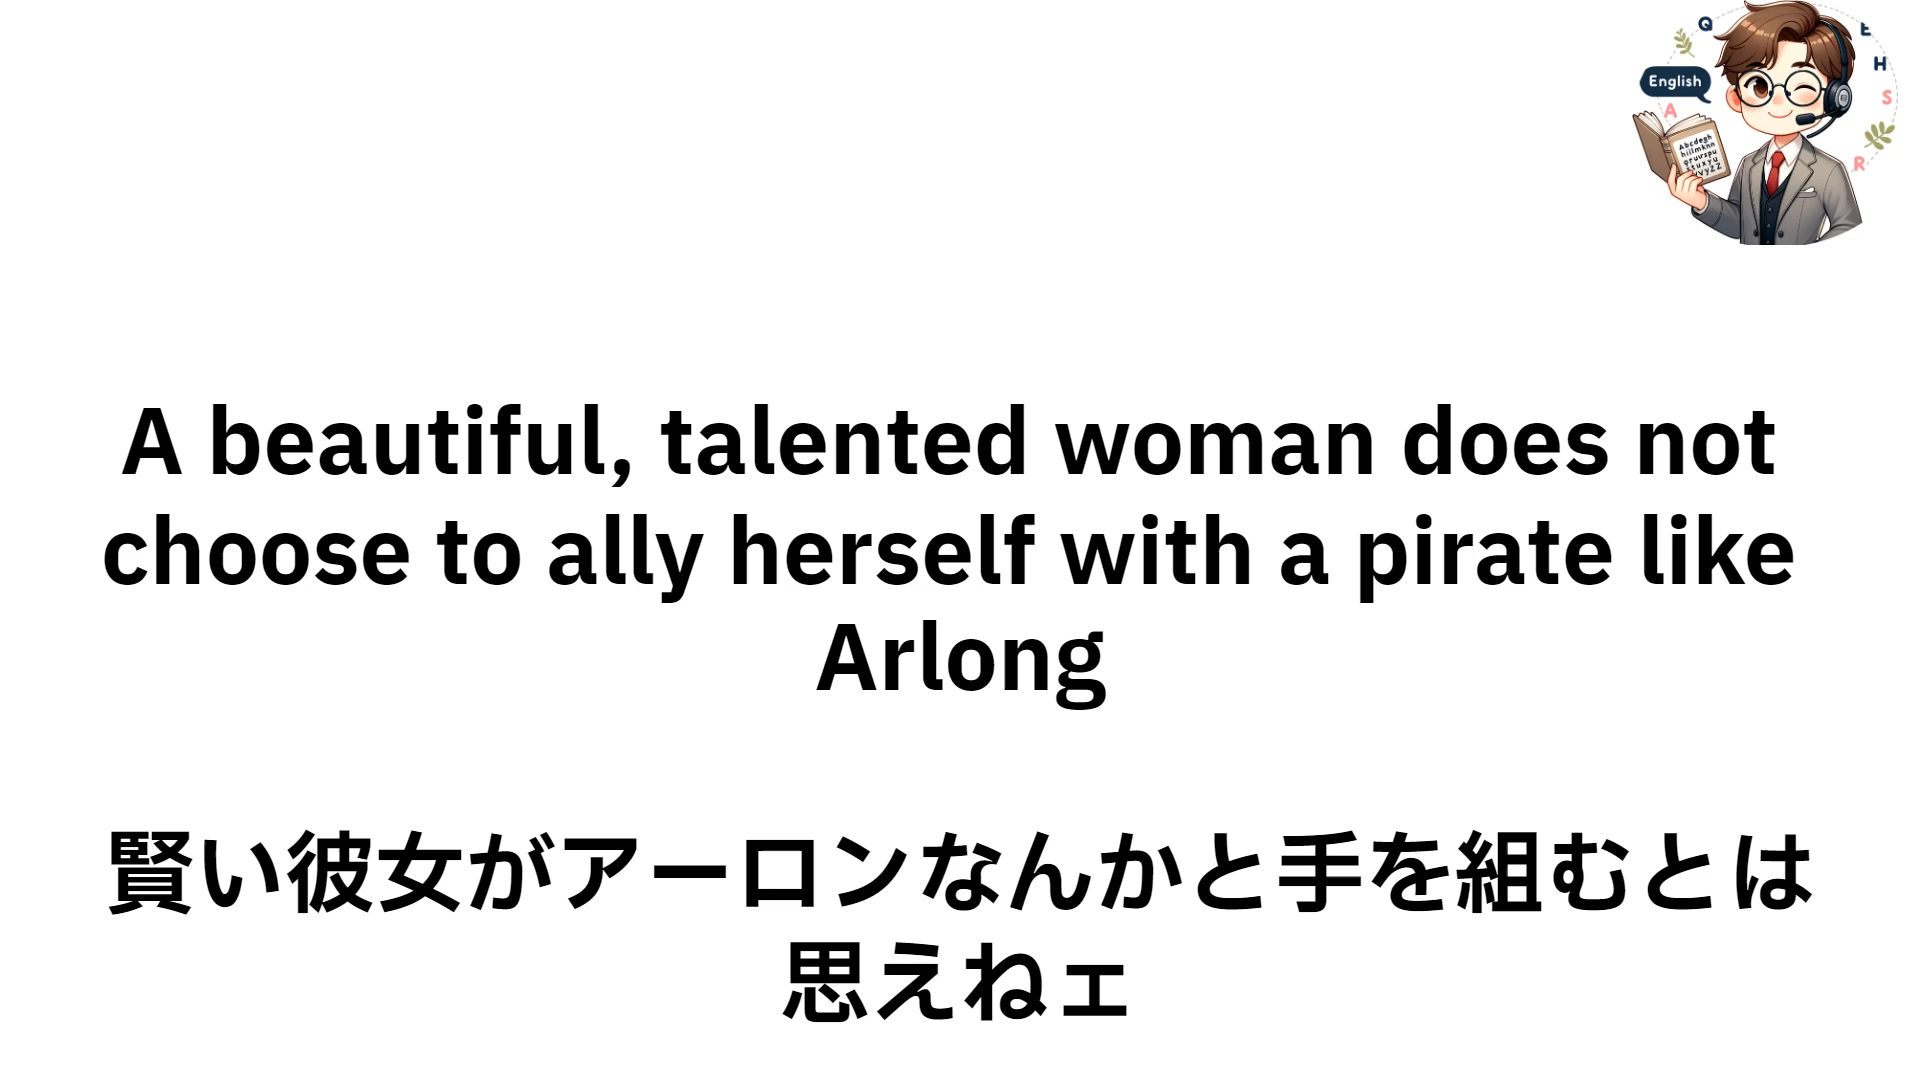 Q
E
H
English
A
S
R
Abcdegh
A beautiful, talented woman does not
choose to ally herself with a pirate like
Arlong
賢い彼女がアーロンなんかと手を組むとは
思えねェ